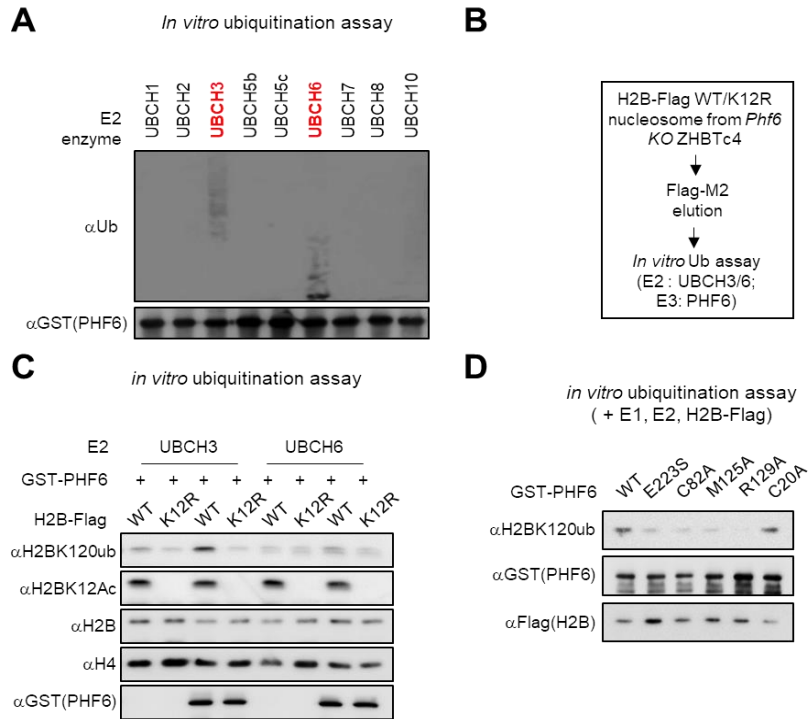 A
In vitro ubiquitination assay
E2 enzyme
UBCH1
UBCH2
UBCH3
UBCH5b
UBCH5c
UBCH6
UBCH7
UBCH8
UBCH10
αUb
αGST(PHF6)
B
H2B-Flag WT/K12R
nucleosome from Phf6
KO ZHBTc4
Flag-M2
elution
In vitro Ub assay
(E2 : UBCH3/6;
E3: PHF6)
C
in vitro ubiquitination assay
E2 UBCH3 UBCH6
GST-PHF6 + + + + + + + +
H2B-Flag WT K12R WT K12R WT K12R WT K12R
αH2BK120ub
αH2BK12Ac
αH2B
αH4
αGST(PHF6)
D
in vitro ubiquitination assay
( + E1, E2, H2B-Flag)
GST-PHF6 WT E223S C82A M125A R129A C20A
αH2BK120ub
αGST(PHF6)
αFlag(H2B)